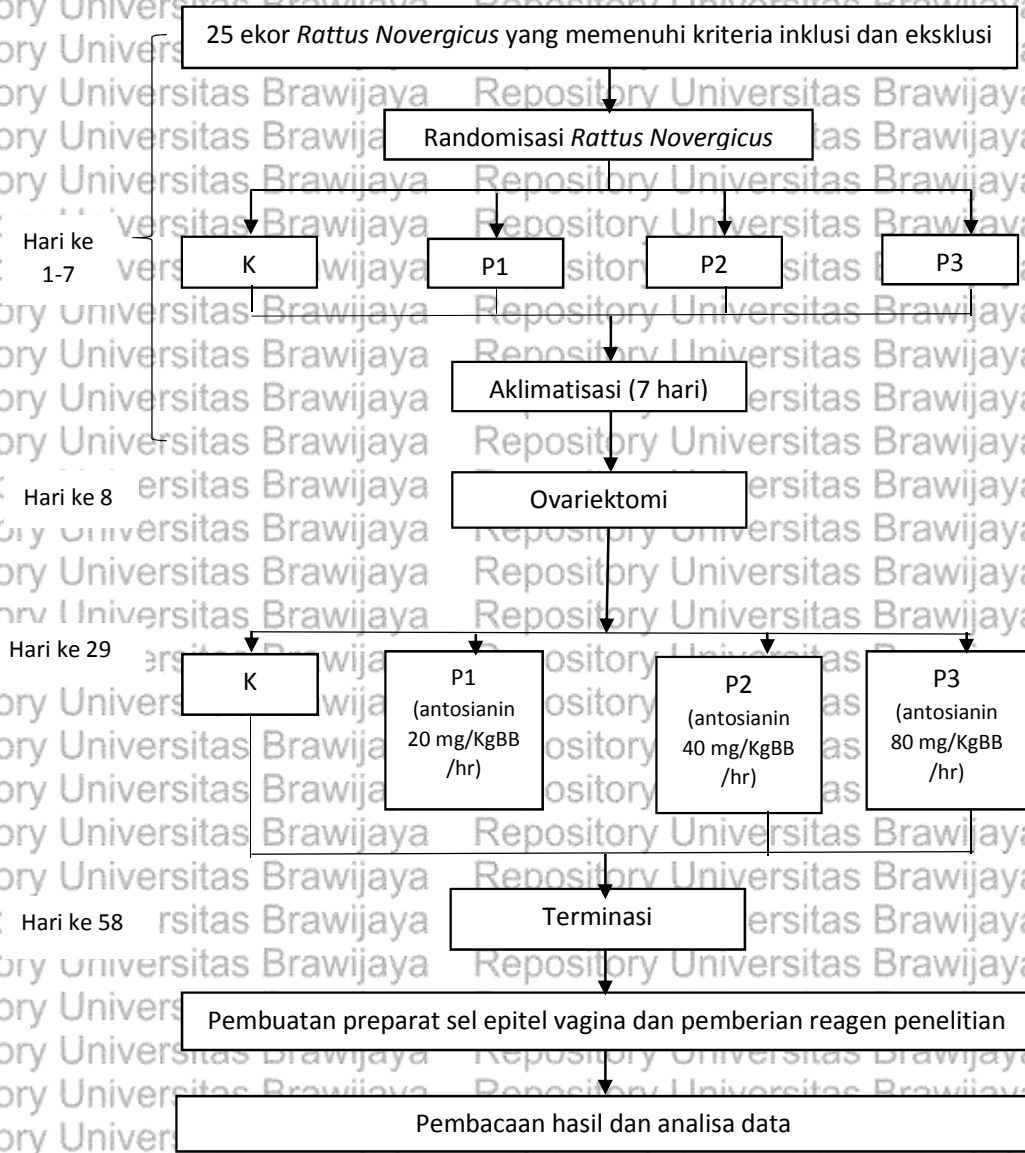 25 ekor Rattus Novergicus yang memenuhi kriteria inklusi dan eksklusi
Randomisasi Rattus Novergicus
Hari ke
1-7
K
P1
P2
P3
Aklimatisasi (7 hari)
Hari ke 8
Ovariektomi
Hari ke 29
K
P1
(antosianin
20 mg/KgBB
/hr)
P2
(antosianin
40 mg/KgBB
/hr)
P3
(antosianin
80 mg/KgBB
/hr)
Hari ke 58
Terminasi
Pembuatan preparat sel epitel vagina dan pemberian reagen penelitian
Pembacaan hasil dan analisa data
Repository Universitas Brawijaya